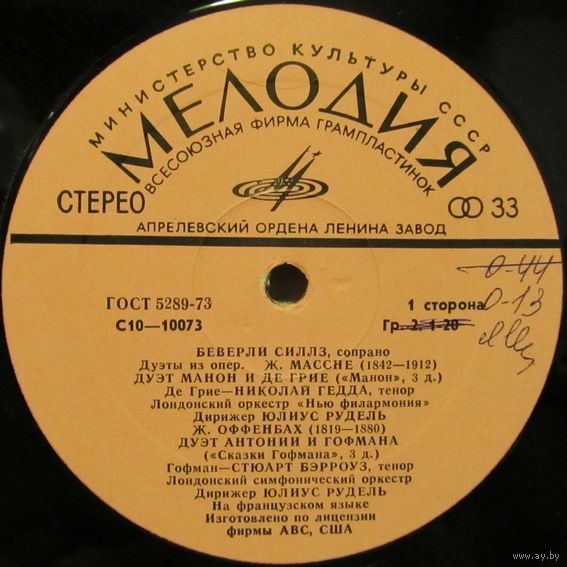 МИНИСТЕРСТВО КУЛЬТУРЫ СССР
МЕЛОДИЯ
ВСЕСОЮЗНАЯ ФИРМА ГРАМПЛАСТИНОК
СТЕРЕО
33
АПРЕЛЕВСКИЙ ОРДЕНА ЛЕНИНА ЗАВОД
0-44
ГОСТ 5289-73
1 сторона
0-13
С10—10073
Гр. 2, 1-20
БЕВЕРЛИ СИЛЛЗ, сопрано
Дуэты из опер. Ж. МАССНЕ (1842—1912)
ДУЭТ МАНОН И ДЕ ГРИЕ («Манон», 3 д.)
Де Грие—НИКОЛАЙ ГЕДДА, тенор
Лондонский оркестр «Нью филармония»
Дирижер ЮЛИУС РУДЕЛЬ
Ж. ОФФЕНБАХ (1819—1880)
ДУЭТ АНТОНИИ И ГОФМАНА
(«Сказки Гофмана», 3 д.)
Гофман—СТЮАРТ БЭРРОУЗ, тенор
Лондонский симфонический оркестр
Дирижер ЮЛИУС РУДЕЛЬ
На французском языке
Изготовлено по лицензии
фирмы АВС, США
www.ay.by